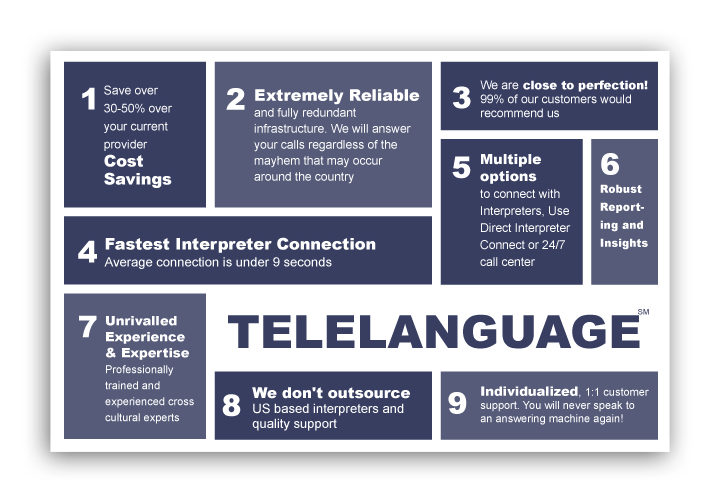 1
Save over
30-50% over
your current
provider
Cost
Savings
2
Extremely Reliable
and fully redundant
infrastructure. We will answer
your calls regardless of the
mayhem that may occur
around the country
3
We are close to perfection!
99% of our customers would
recommend us
4
Fastest Interpreter Connection
Average connection is under 9 seconds
5
Multiple
options
to connect with
Interpreters, Use
Direct Interpreter
Connect or 24/7
call center
6
Robust
Report-
ing and
Insights
7
Unrivalled
Experience
& Expertise
Professionally
trained and
experienced cross
cultural experts
TELELANGUAGE SM
8
We don't outsource
US based interpreters and
quality support
9
Individualized, 1:1 customer
support. You will never speak to
an answering machine again!